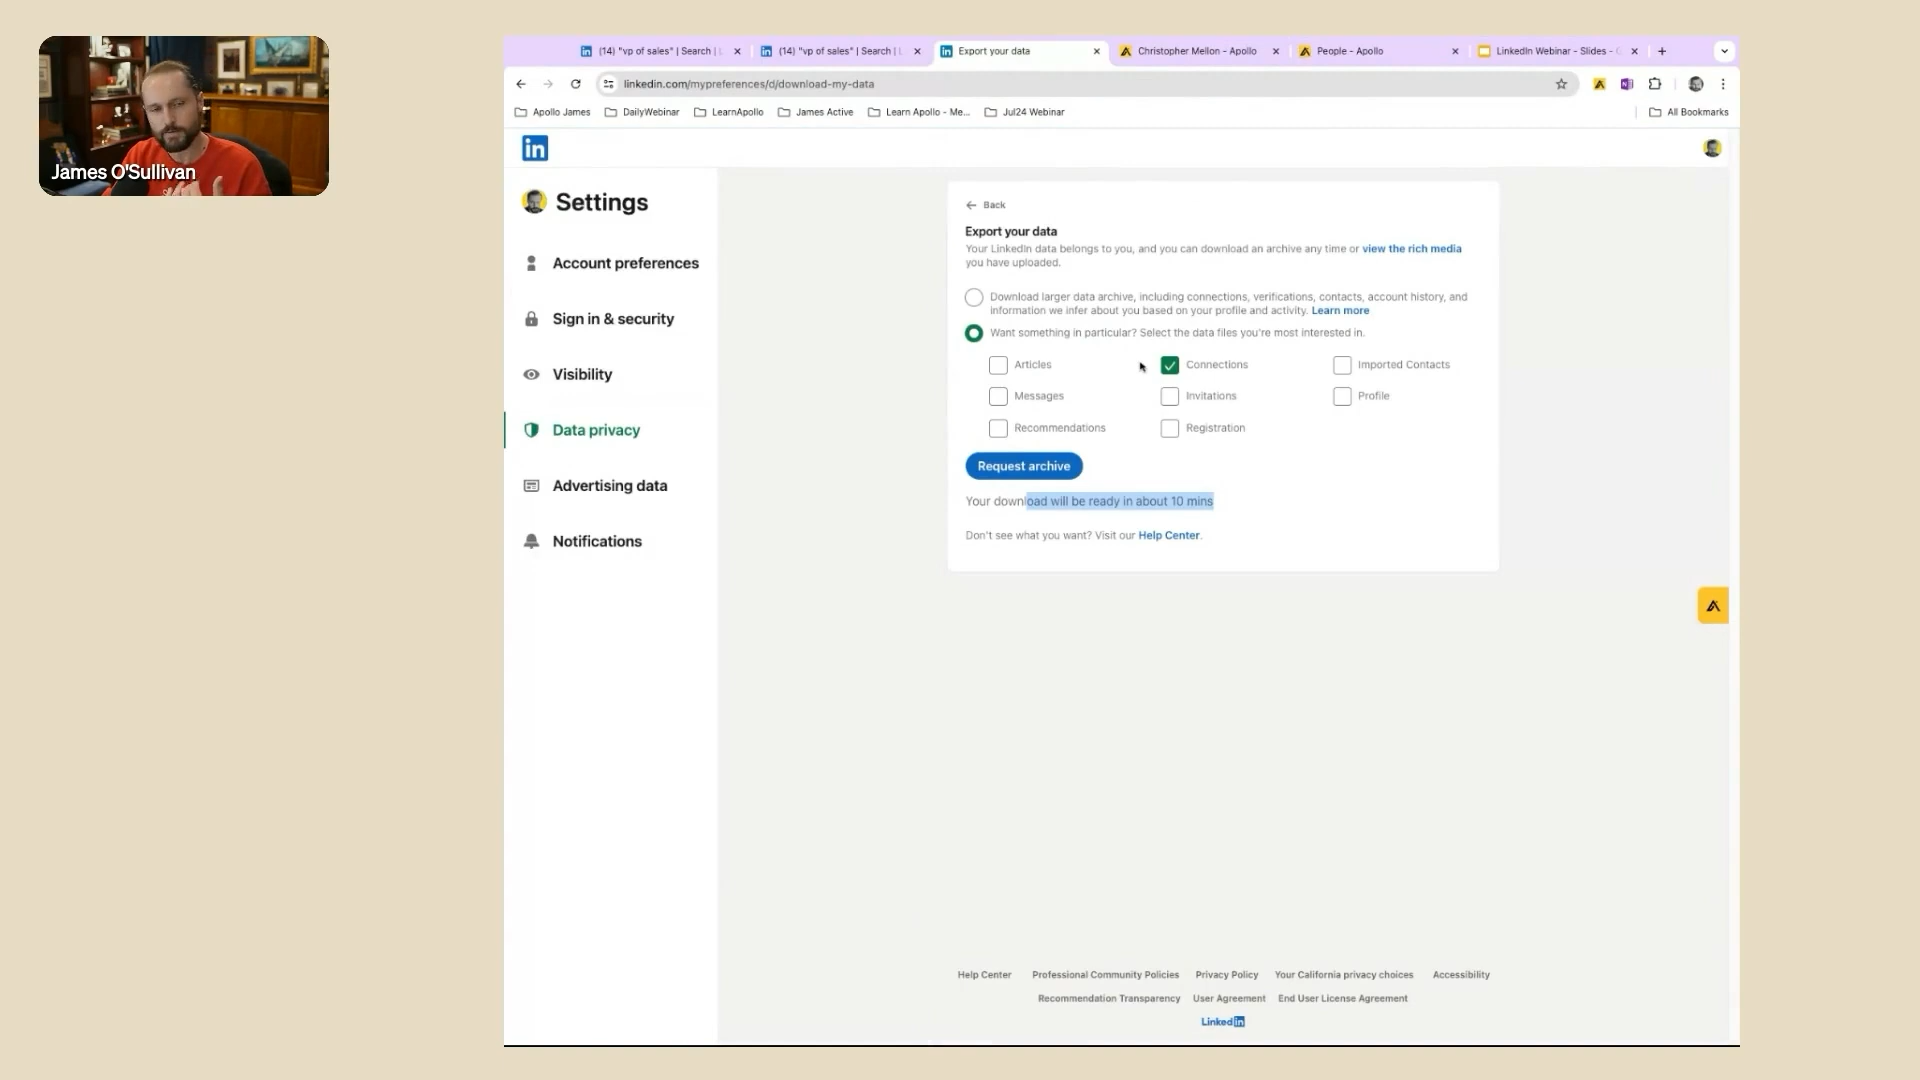 James O'Sullivan
(14) "vp of sales" | Search |
(14) "vp of sales" | Search |
Export your data
Christopher Mellon - Apollo
People - Apollo
LinkedIn Webinar - Slides -
linkedin.com/mypreferences/d/download-my-data
Apollo James
DailyWebinar
LearnApollo
James Active
Learn Apollo - Me...
Jul24 Webinar
All Bookmarks
in
Settings
Account preferences
Sign in & security
Visibility
Data privacy
Advertising data
Notifications
Back
Export your data
Your LinkedIn data belongs to you, and you can download an archive any time or view the rich media
you have uploaded.
Download larger data archive, including connections, verifications, contacts, account history, and
information we infer about you based on your profile and activity. Learn more
Want something in particular? Select the data files you're most interested in.
Articles
Connections
Imported Contacts
Messages
Invitations
Profile
Recommendations
Registration
Request archive
Your download will be ready in about 10 mins
Don't see what you want? Visit our Help Center.
Help Center
Professional Community Policies
Privacy Policy
Your California privacy choices
Accessibility
Recommendation Transparency
User Agreement
End User License Agreement
LinkedIn